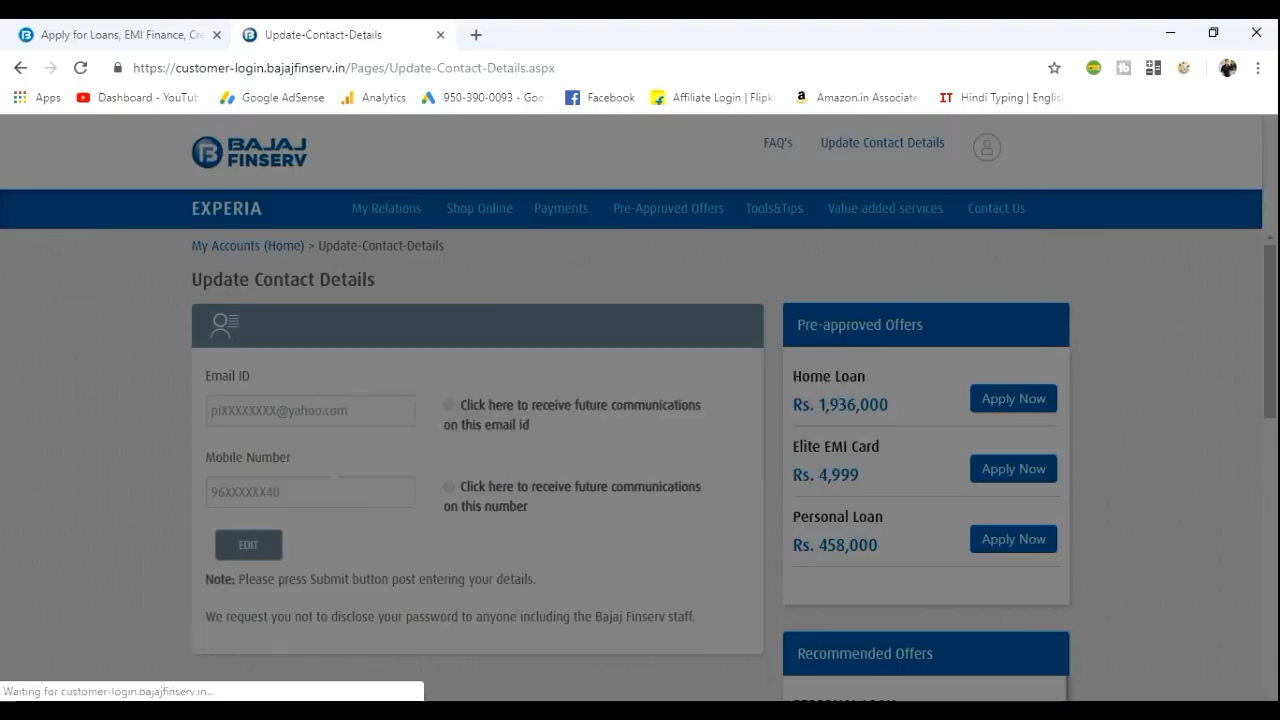 Apply for Loans, EMI Finance, Cre
Update-Contact-Details
https://customer-login.bajajfinserv.in/Pages/Update-Contact-Details.aspx
Apps
Dashboard - YouTu
Google AdSense
Analytics
950-390-0093 - Goo
Facebook
Affiliate Login | Flipk
Amazon.in Associate
IT Hindi Typing | Englis
BAJAJ
FINSERV
FAQ's
Update Contact Details
EXPERIA
My Relations
Shop Online
Payments
Pre-Approved Offers
Tools&Tips
Value added services
Contact Us
My Accounts (Home) > Update-Contact-Details
Update Contact Details
Email ID
piXXXXXXXX@yahoo.com
Click here to receive future communications
on this email id
Mobile Number
96XXXXXX40
Click here to receive future communications
on this number
EDIT
Note: Please press Submit button post entering your details.
We request you not to disclose your password to anyone including the Bajaj Finserv staff.
Pre-approved Offers
Home Loan
Rs. 1,936,000
Apply Now
Elite EMI Card
Rs. 4,999
Apply Now
Personal Loan
Rs. 458,000
Apply Now
Recommended Offers
Waiting for customer-login.bajajfinserv.in...